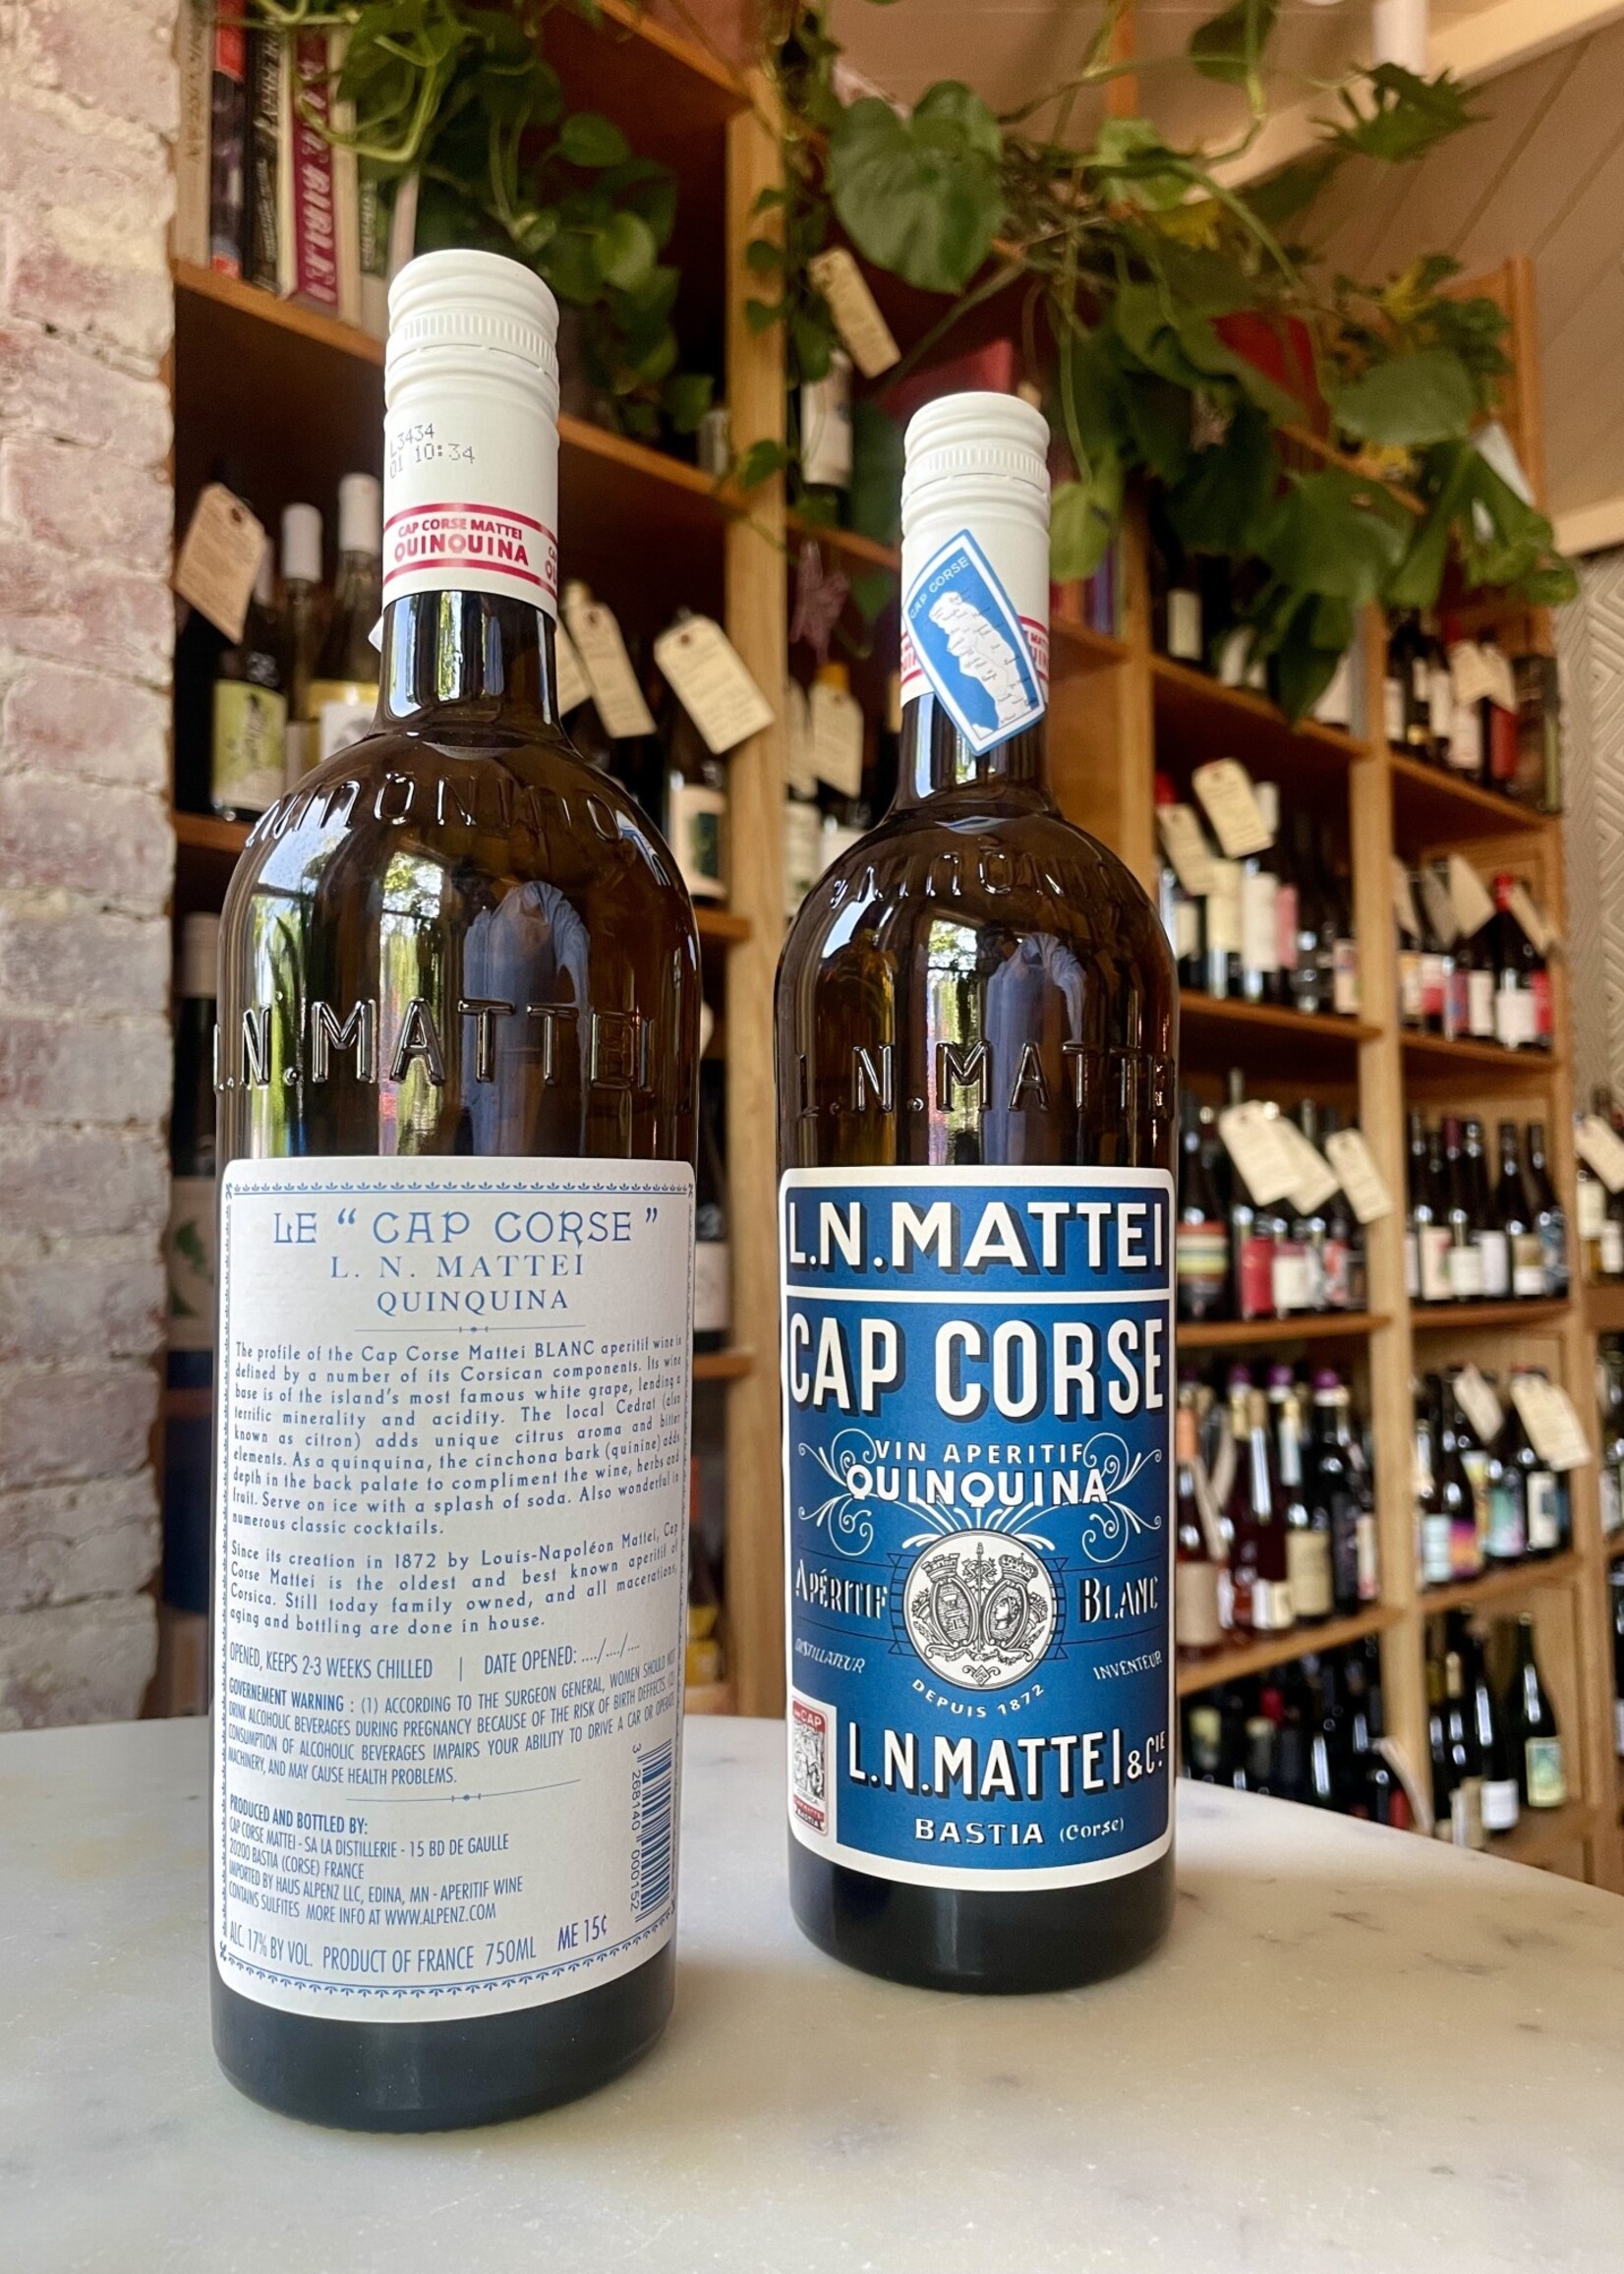 L3434
01 10:34
CAP CORSE MATTEI
QUINQUINA
L.N.MATTEI
LE “ CAP CORSE ”
L. N. MATTEI
QUINQUINA
The profile of the Cap Corse Mattei BLANC aperitif wine is
defined by a number of its Corsican components. Its wine
base is of the island's most famous white grape, lending a
terrific minerality and acidity. The local Cedrat (also
known as citron) adds unique citrus aroma and bitter
elements. As a quinquina, the cinchona bark (quinine) adds
depth in the back palate to compliment the wine, herbs and
fruit. Serve on ice with a splash of soda. Also wonderful in
numerous classic cocktails.
Since its creation in 1872 by Louis-Napoléon Mattei, Cap
Corse Mattei is the oldest and best known aperitif of
Corsica. Still today family owned, and all macerations,
aging and bottling are done in house.
OPENED, KEEPS 2-3 WEEKS CHILLED | DATE OPENED: ..../..../....
GOVERNEMENT WARNING : (1) ACCORDING TO THE SURGEON GENERAL, WOMEN SHOULD NOT
DRINK ALCOHOLIC BEVERAGES DURING PREGNANCY BECAUSE OF THE RISK OF BIRTH DEFFECTS. (2)
CONSUMPTION OF ALCOHOLIC BEVERAGES IMPAIRS YOUR ABILITY TO DRIVE A CAR OR OPERATE
MACHINERY, AND MAY CAUSE HEALTH PROBLEMS.
PRODUCED AND BOTTLED BY:
CAP CORSE MATTEI - SA LA DISTILLERIE - 15 BD DE GAULLE
20200 BASTIA (CORSE) FRANCE
IMPORTED BY HAUS ALPENZ LLC, EDINA, MN - APERITIF WINE
CONTAINS SULFITES MORE INFO AT WWW.ALPENZ.COM
ALC. 17% BY VOL. PRODUCT OF FRANCE 750ML ME 15¢
3 268140 000152
CAP CORSE
L.N.MATTEI
L.N.MATTEI
CAP CORSE
VIN APERITIF
QUINQUINA
APÉRITIF BLANC
DISTILLATEUR INVENTEUR
DEPUIS 1872
L.N.MATTEI & CIE
BASTIA (Corse)
CAP